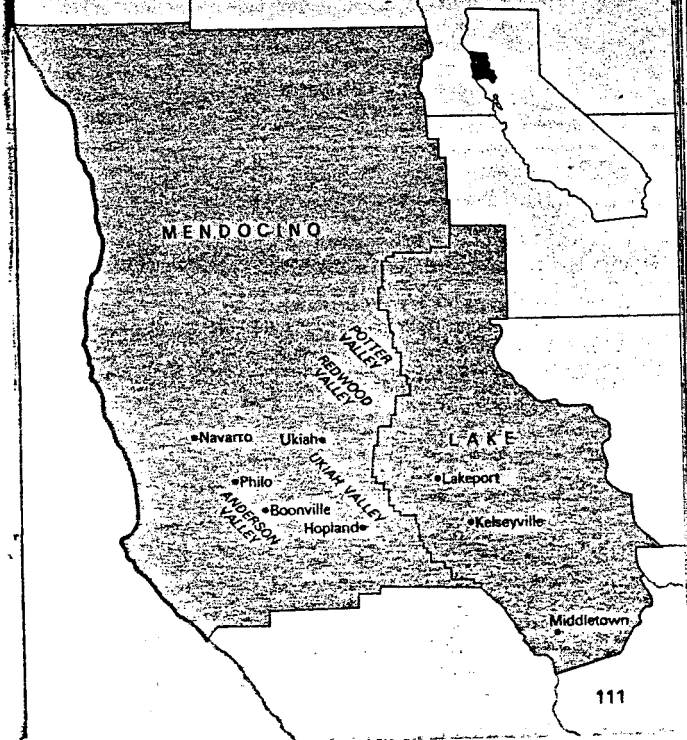 MENDOCINO
POTTER
VALLEY
REDWOOD
VALLEY
Navarro
Ukiah
LAKE
UKIAH VALLEY
Lakeport
Philo
ANDERSON
VALLEY
Boonville
Hopland
Kelseyville
Middletown
111